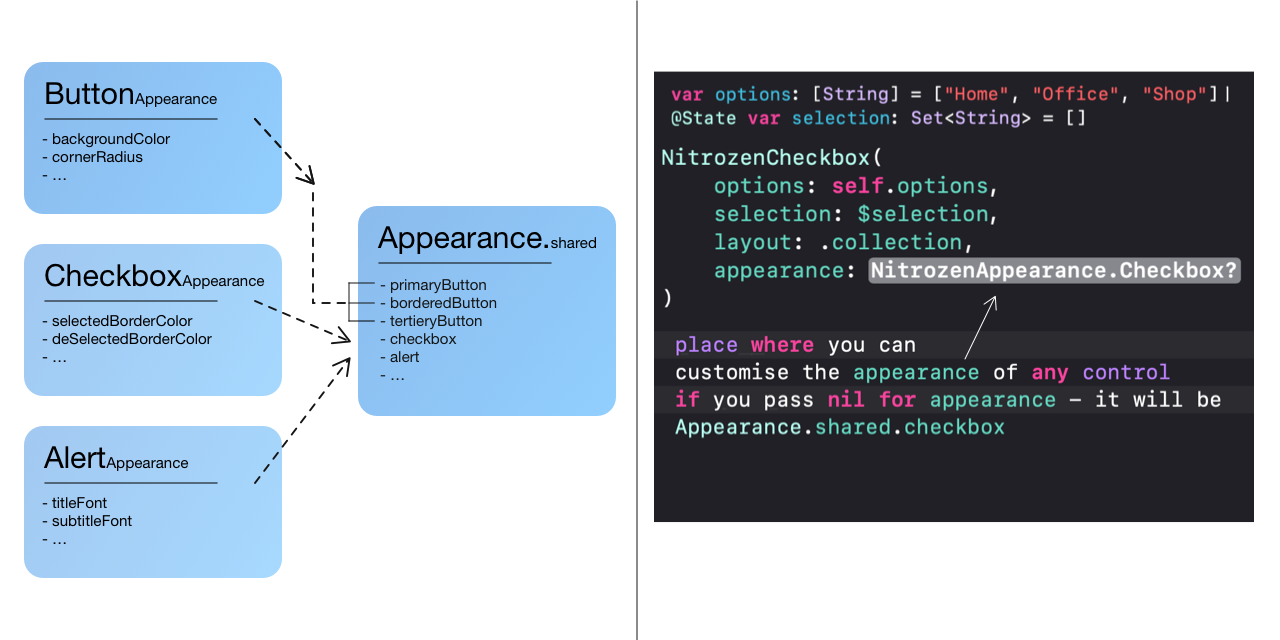 ButtonAppearance
- backgroundColor
- cornerRadius
- ...
CheckboxAppearance
- selectedBorderColor
- deSelectedBorderColor
- ...
AlertAppearance
- titleFont
- subtitleFont
- ...
Appearance.shared
- primaryButton
- borderedButton
- tertieryButton
- checkbox
- alert
- ...
var options: [String] = ["Home", "Office", "Shop"]|
@State var selection: Set<String> = []
NitrozenCheckbox(
options: self.options,
selection: $selection,
layout: .collection,
appearance: NitrozenAppearance.Checkbox?
)
place where you can
customise the appearance of any control
if you pass nil for appearance – it will be
Appearance.shared.checkbox